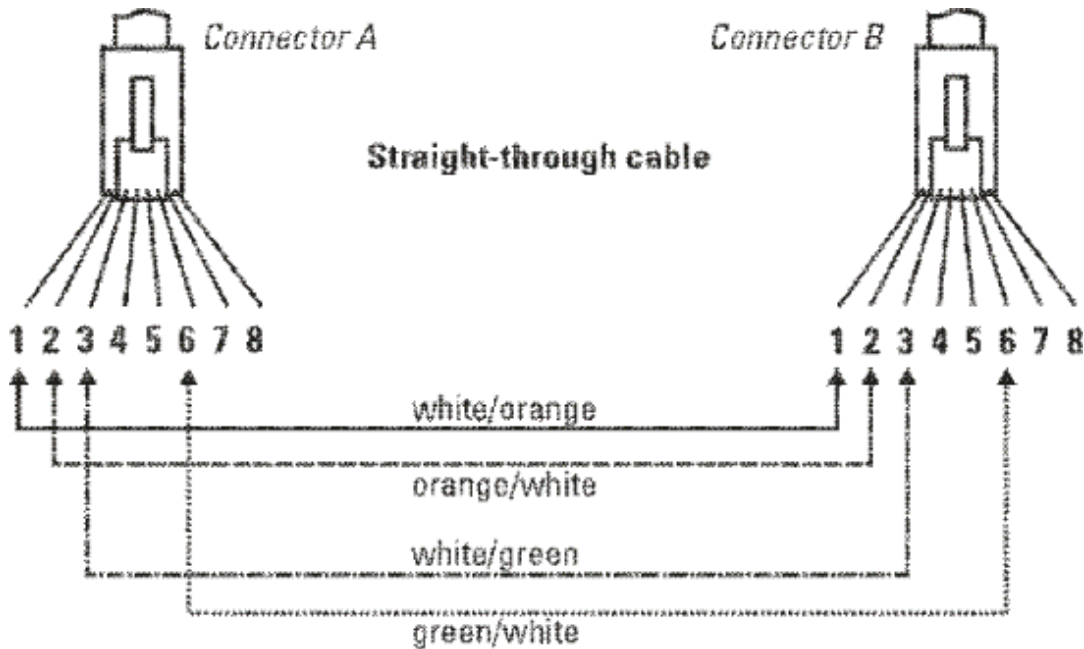 Connector A
Connector B
Straight-through cable
1 2 3 4 5 6 7 8
1 2 3 4 5 6 7 8
white/orange
orange/white
white/green
green/white